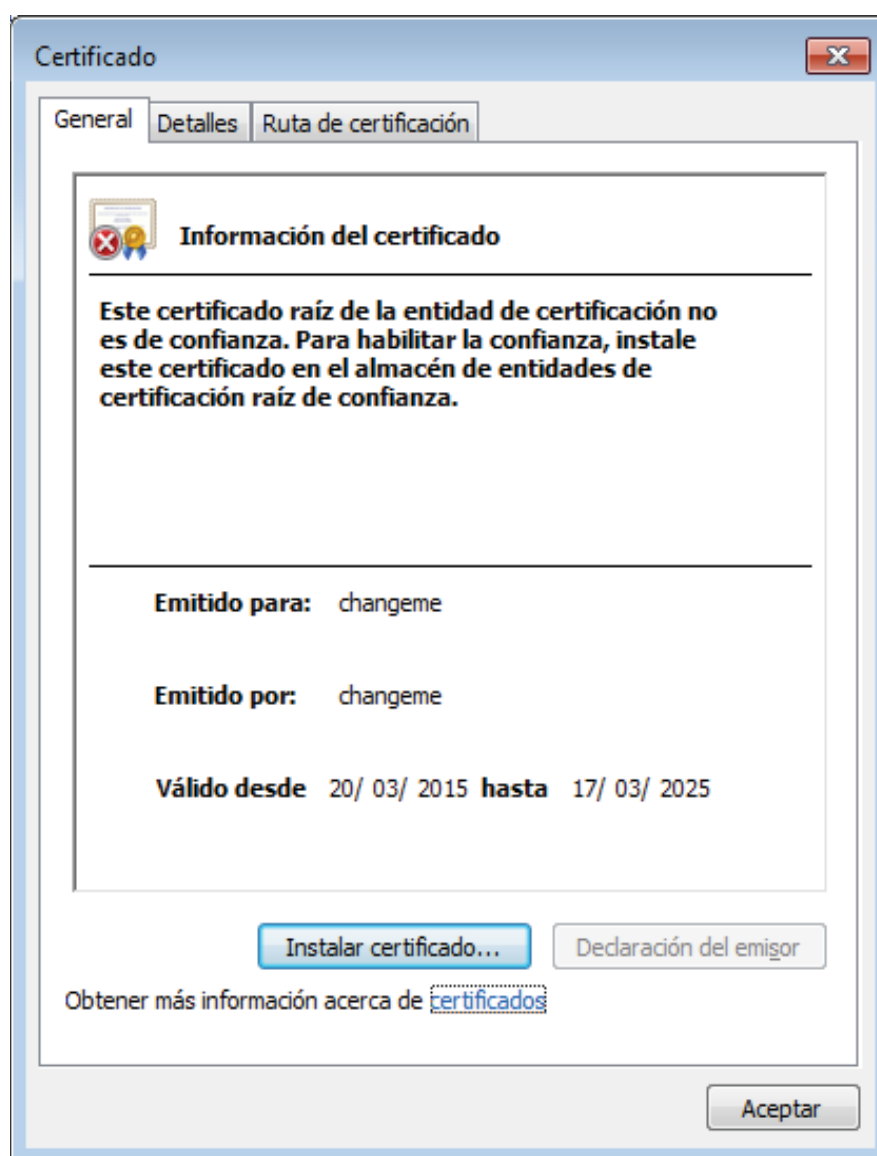 Certificado
General Detalles Ruta de certificación
Información del certificado
Este certificado raíz de la entidad de certificación no
es de confianza. Para habilitar la confianza, instale
este certificado en el almacén de entidades de
certificación raíz de confianza.
Emitido para: changeme
Emitido por: changeme
Válido desde 20/ 03/ 2015 hasta 17/ 03/ 2025
Instalar certificado... Declaración del emisor
Obtener más información acerca de certificados
Aceptar